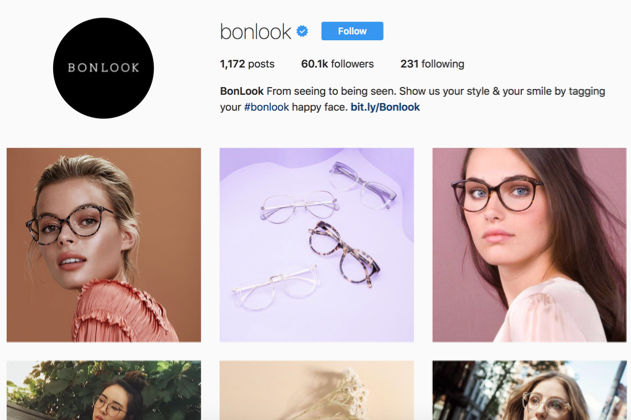 BONLOOK
bonlook Follow
1,172 posts 60.1k followers 231 following
BonLook From seeing to being seen. Show us your style & your smile by tagging
your #bonlook happy face. bit.ly/Bonlook